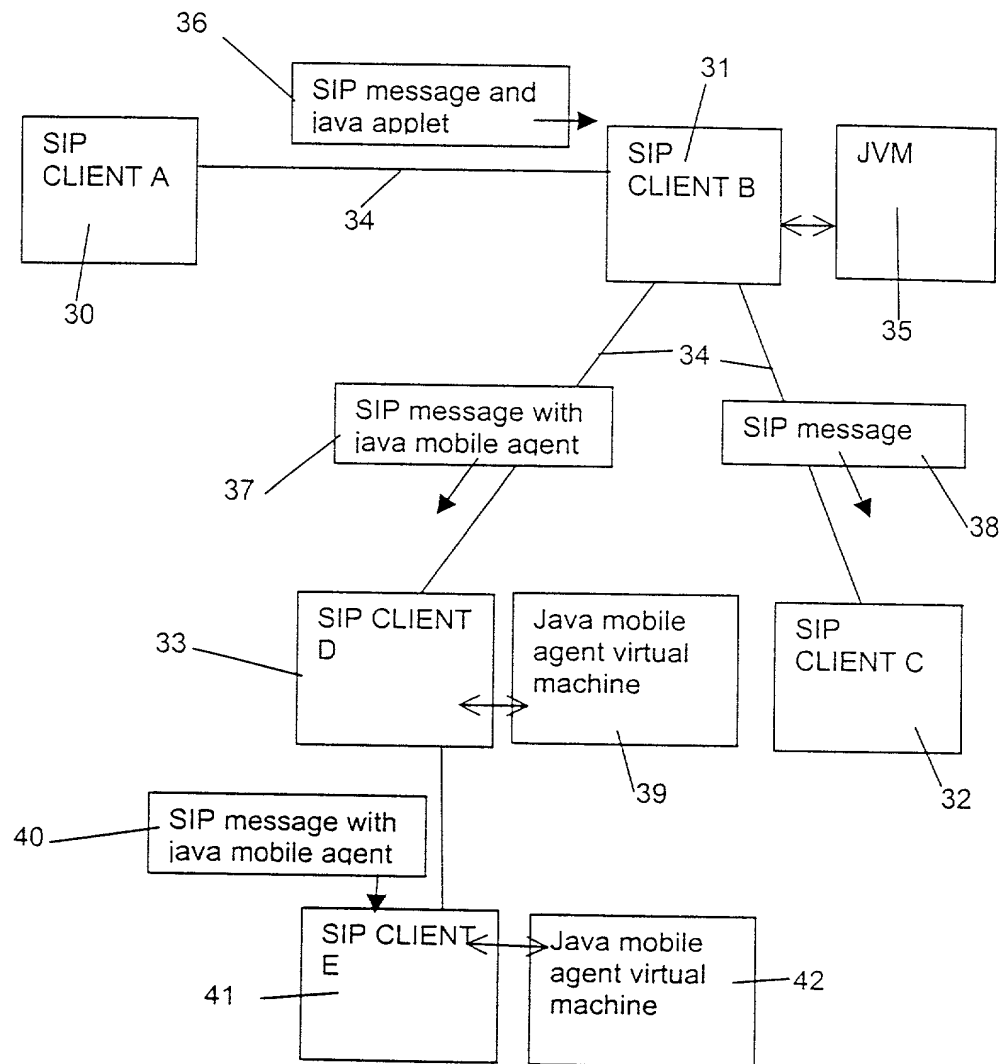 36
SIP message and
java applet
31
SIP
CLIENT A
SIP
CLIENT B
JVM
34
30
35
34
SIP message with
java mobile agent
SIP message
37
38
SIP CLIENT
D
Java mobile
agent virtual
machine
SIP
CLIENT C
33
39
32
40
SIP message with
java mobile agent
SIP CLIENT
E
Java mobile
agent virtual
machine
41
42